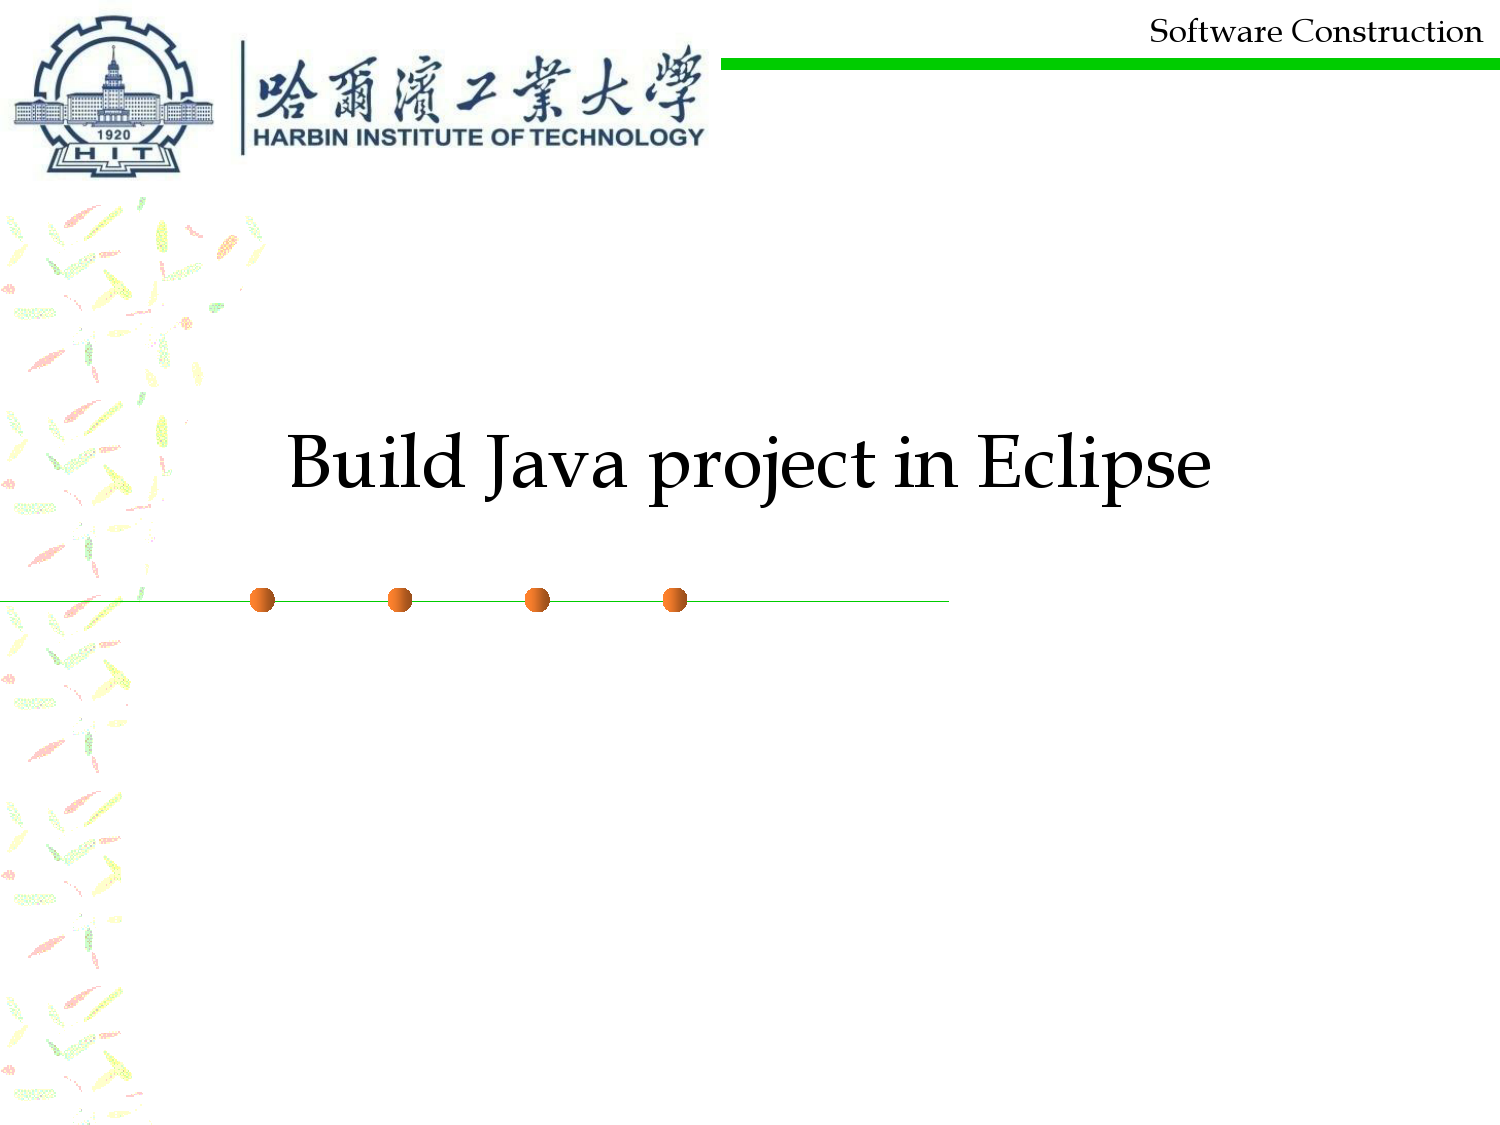 Software Construction
哈爾濱工業大學
HARBIN INSTITUTE OF TECHNOLOGY
1920
HIT
Build Java project in Eclipse